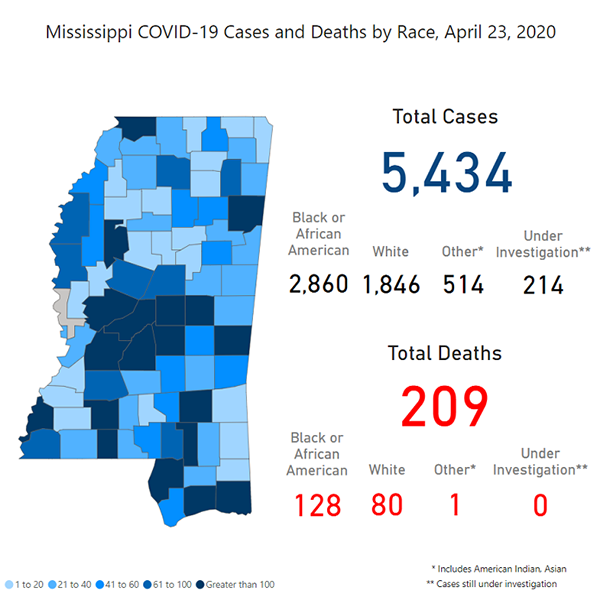 Mississippi COVID-19 Cases and Deaths by Race, April 23, 2020
Total Cases
5,434
Black or
African
American
White
Other*
Under
Investigation**
2,860
1,846
514
214
Total Deaths
209
Black or
African
American
White
Other*
Under
Investigation**
128
80
1
0
* Includes American Indian, Asian
** Cases still under investigation
1 to 20
21 to 40
41 to 60
61 to 100
Greater than 100